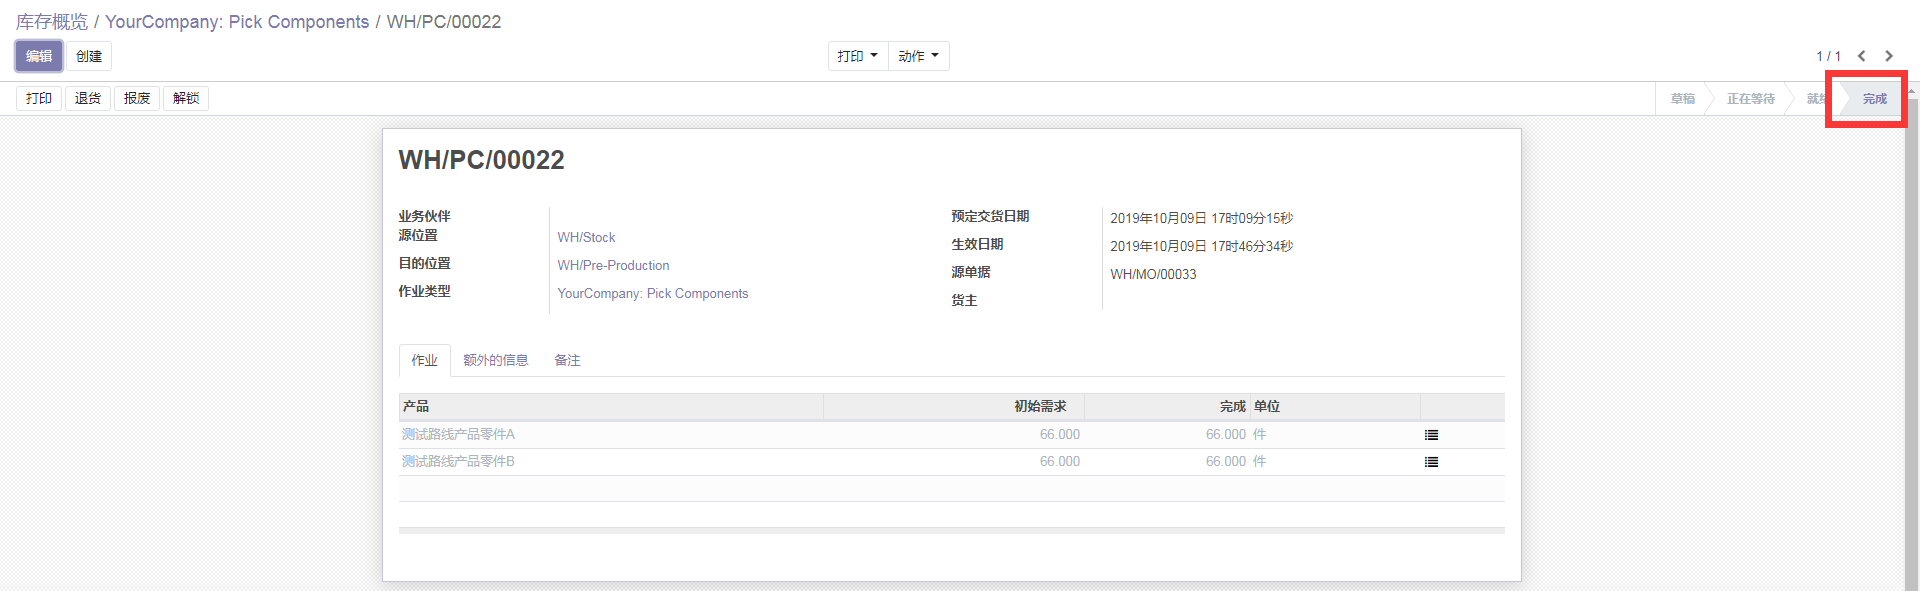 库存概览 / YourCompany: Pick Components / WH/PC/00022
编辑 创建 打印 动作 1 / 1
打印 退货 报废 解锁 草稿 正在等待 就 完成
WH/PC/00022
业务伙伴
源位置 WH/Stock
目的位置 WH/Pre-Production
作业类型 YourCompany: Pick Components
预定交货日期 2019年10月09日 17时09分15秒
生效日期 2019年10月09日 17时46分34秒
源单据 WH/MO/00033
货主
作业 额外的信息 备注
产品 初始需求 完成 单位
测试路线产品零件A 66.000 66.000 件
测试路线产品零件B 66.000 66.000 件